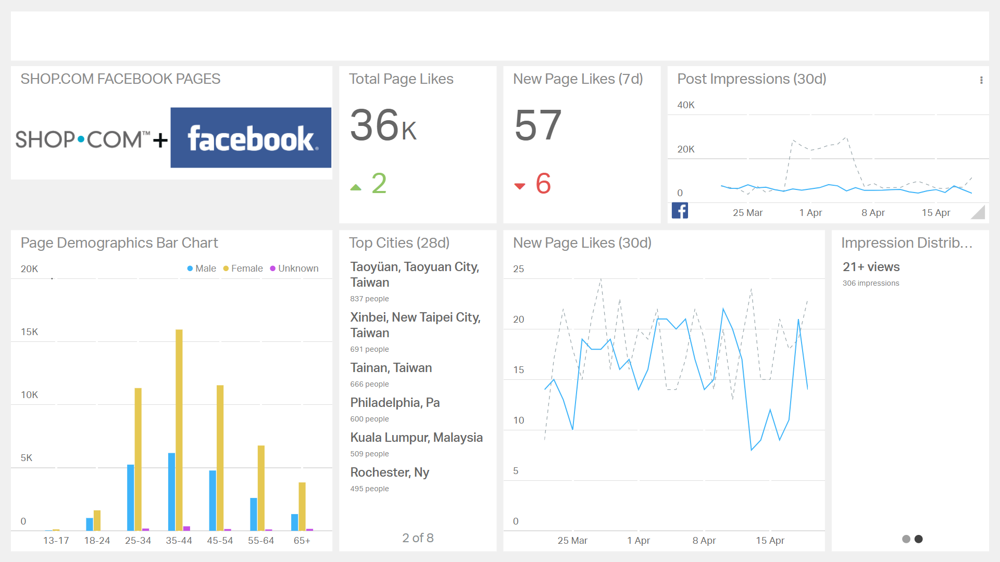 SHOP.COM FACEBOOK PAGES
SHOP•COM™+
facebook®
Total Page Likes
36K
2
New Page Likes (7d)
57
6
Post Impressions (30d)
40K
20K
0
25 Mar
1 Apr
8 Apr
15 Apr
Page Demographics Bar Chart
Male
Female
Unknown
20K
15K
10K
5K
0
13-17
18-24
25-34
35-44
45-54
55-64
65+
Top Cities (28d)
Taoyüan, Taoyuan City,
Taiwan
837 people
Xinbei, New Taipei City,
Taiwan
691 people
Tainan, Taiwan
666 people
Philadelphia, Pa
600 people
Kuala Lumpur, Malaysia
509 people
Rochester, Ny
495 people
2 of 8
New Page Likes (30d)
25
20
15
10
5
0
25 Mar
1 Apr
8 Apr
15 Apr
Impression Distrib...
21+ views
306 impressions